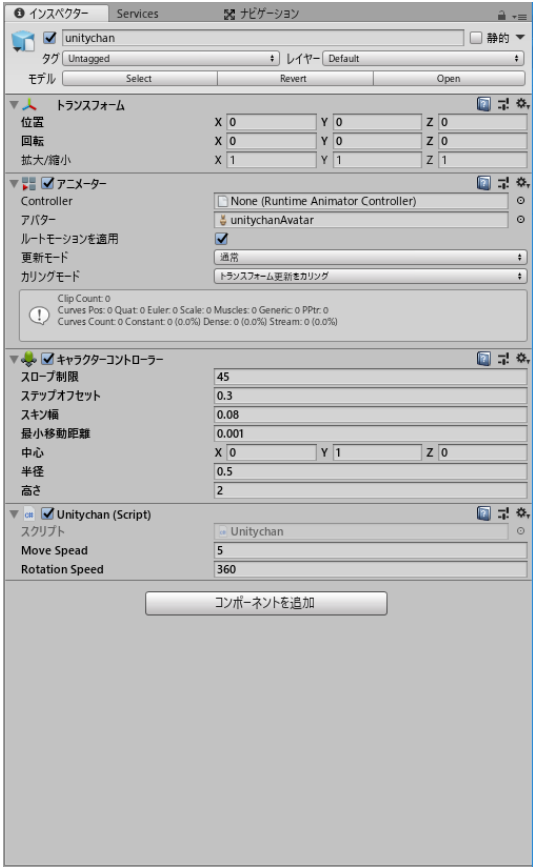 インスペクター Services ナビゲーション
unitychan 静的
タグ Untagged レイヤー Default
モデル Select Revert Open
トランスフォーム
位置 X 0 Y 0 Z 0
回転 X 0 Y 0 Z 0
拡大/縮小 X 1 Y 1 Z 1
アニメーター
Controller None (Runtime Animator Controller)
アバター unitychanAvatar
ルートモーションを適用
更新モード 通常
カリングモード トランスフォーム更新をカリング
Clip Count: 0
Curves Pos: 0 Quat: 0 Euler: 0 Scale: 0 Muscles: 0 Generic: 0 PPtr: 0
Curves Count: 0 Constant: 0 (0.0%) Dense: 0 (0.0%) Stream: 0 (0.0%)
キャラクターコントローラー
スロープ制限 45
ステップオフセット 0.3
スキン幅 0.08
最小移動距離 0.001
中心 X 0 Y 1 Z 0
半径 0.5
高さ 2
Unitychan (Script)
スクリプト Unitychan
Move Spead 5
Rotation Speed 360
コンポーネントを追加